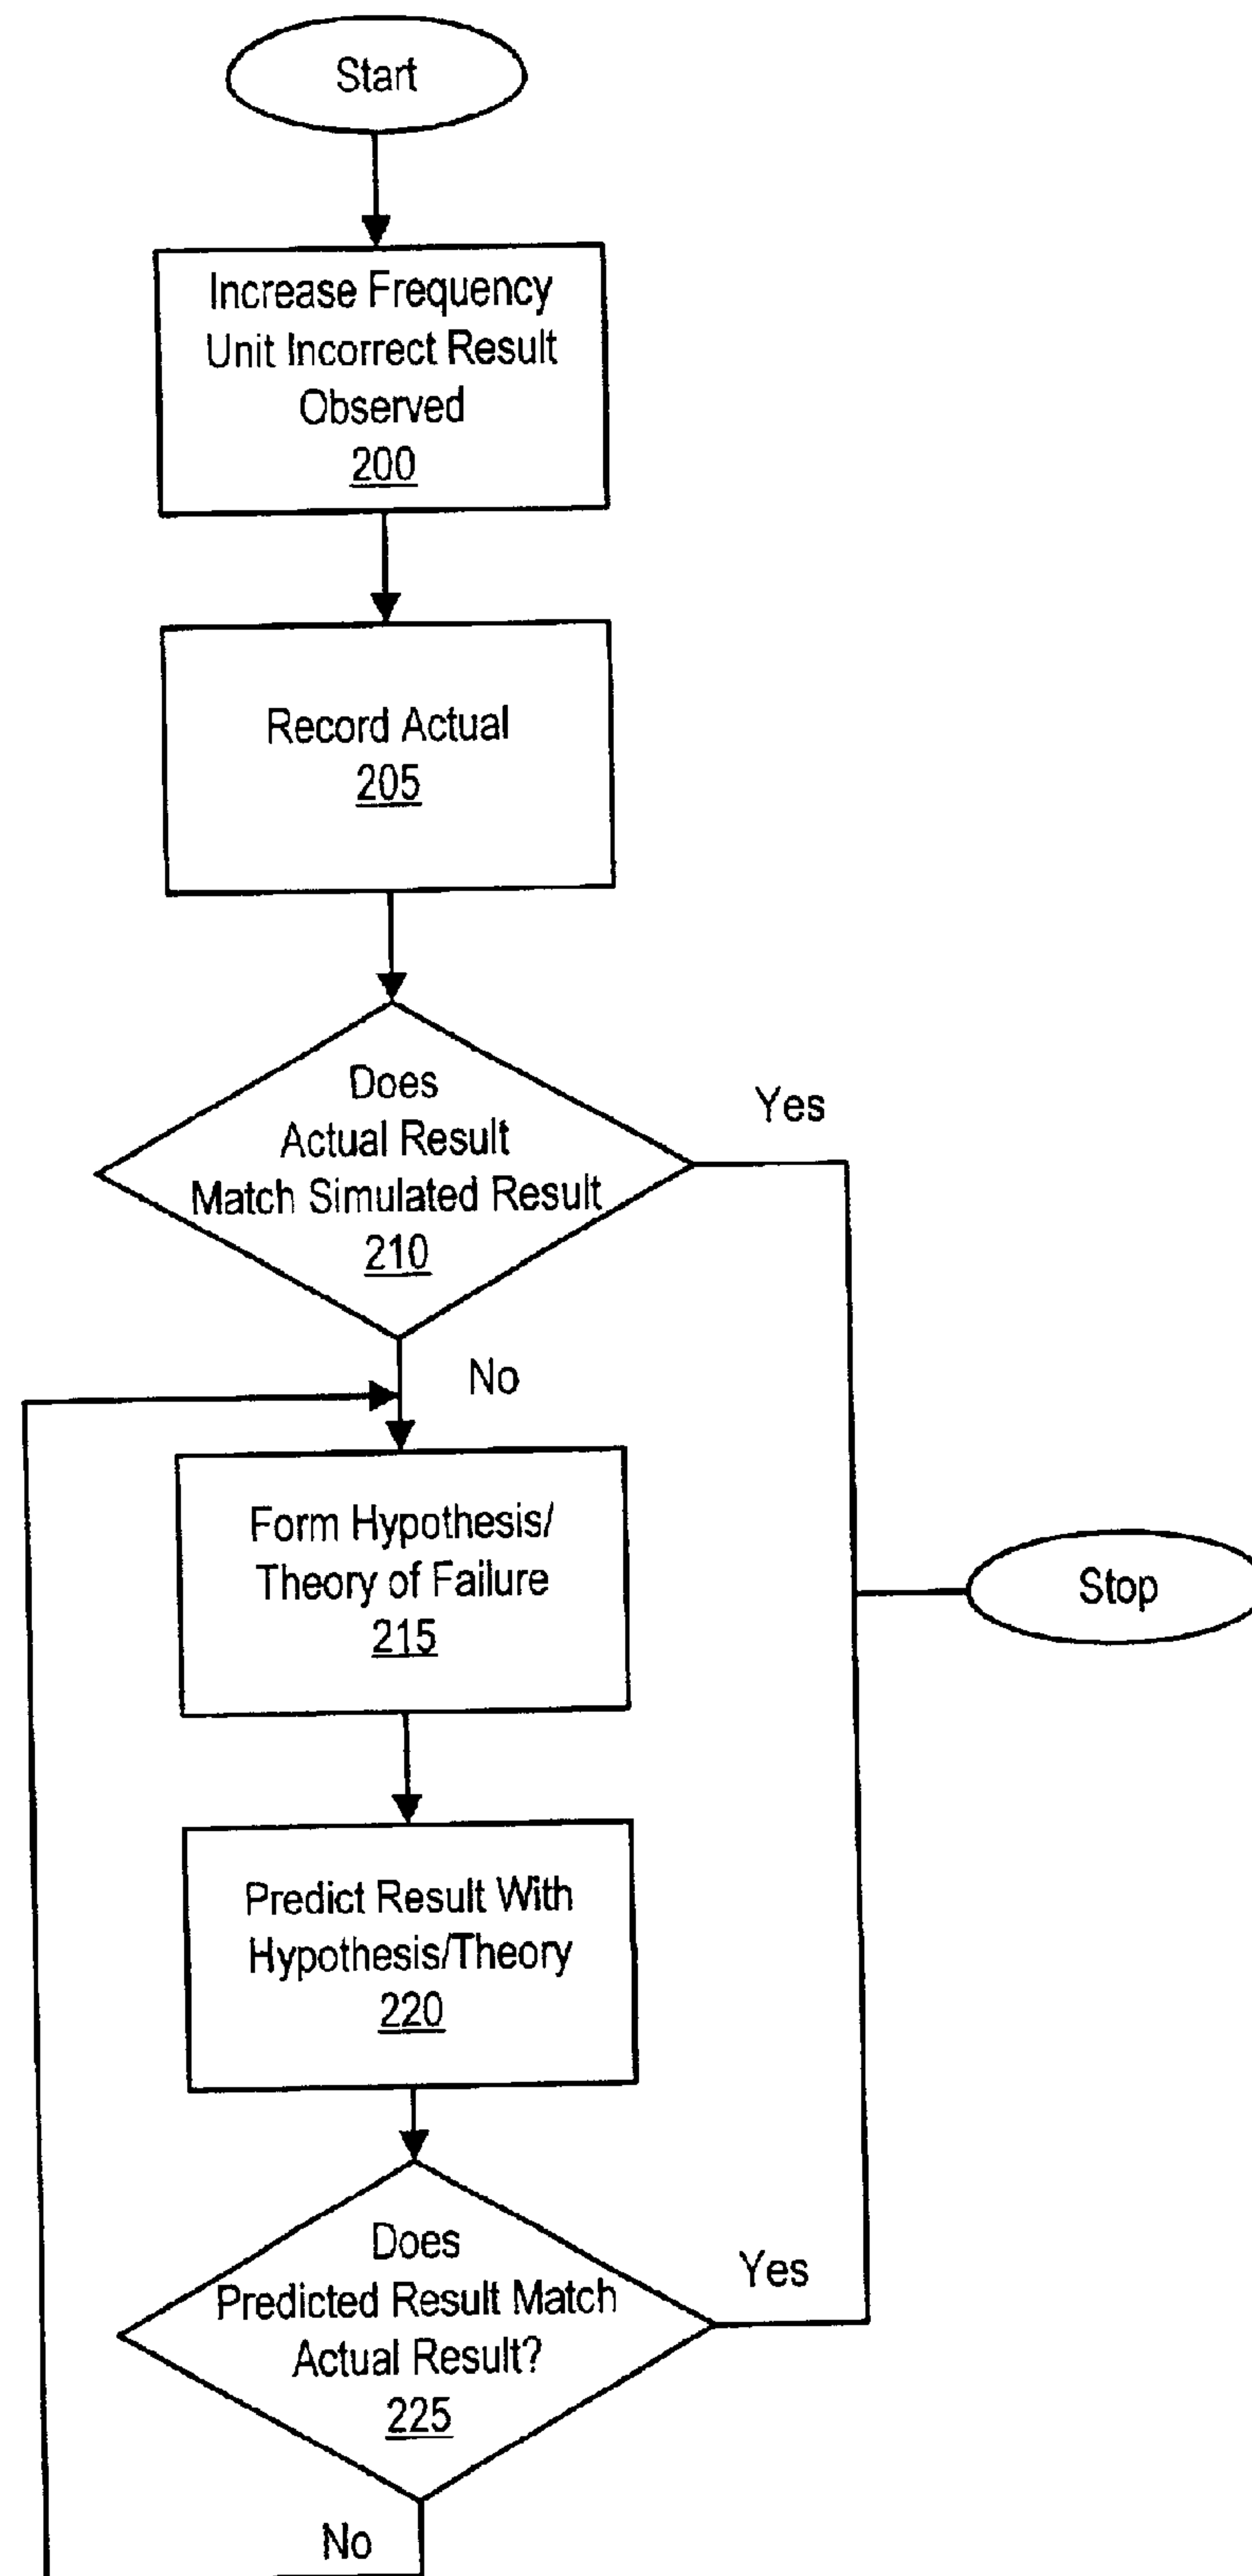 Start
Increase Frequency
Unit Incorrect Result
Observed
200
Record Actual
205
Does
Actual Result
Match Simulated Result
210
Yes
No
Form Hypothesis/
Theory of Failure
215
Stop
Predict Result With
Hypothesis/Theory
220
Does
Predicted Result Match
Actual Result?
225
Yes
No